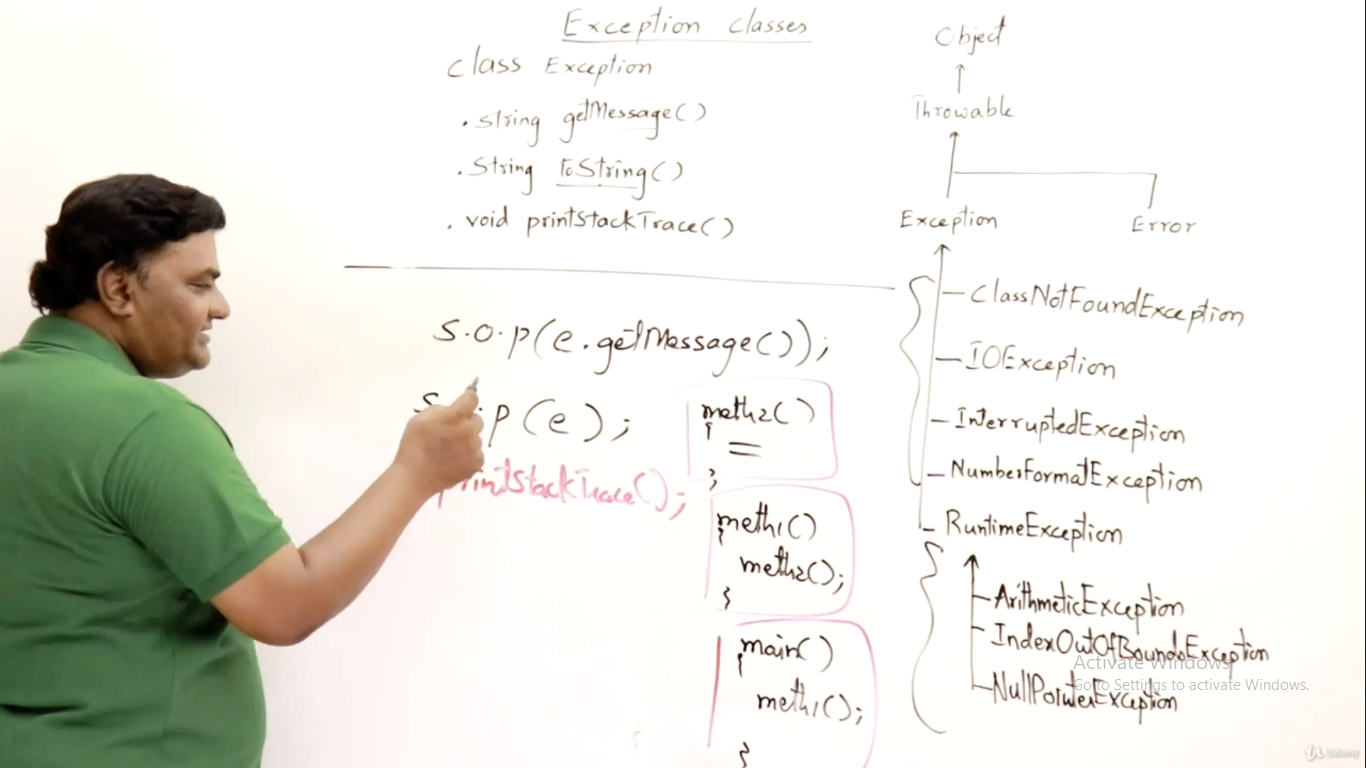 Exception classes
class Exception
. string getMessage()
. String toString()
. void printStackTrace()
S.O.p(e.getMessage());
p(e);
printStackTrace();
meth2()
{
}
meth1()
{
meth2();
}
main()
{
meth1();
}
Object
Throwable
Exception
Error
ClassNotFoundException
IOException
InterruptedException
NumberFormatException
RuntimeException
ArithmeticException
IndexOutOfBoundsException
NullPointerException
Activate Windows
Go to Settings to activate Windows.
Udemy